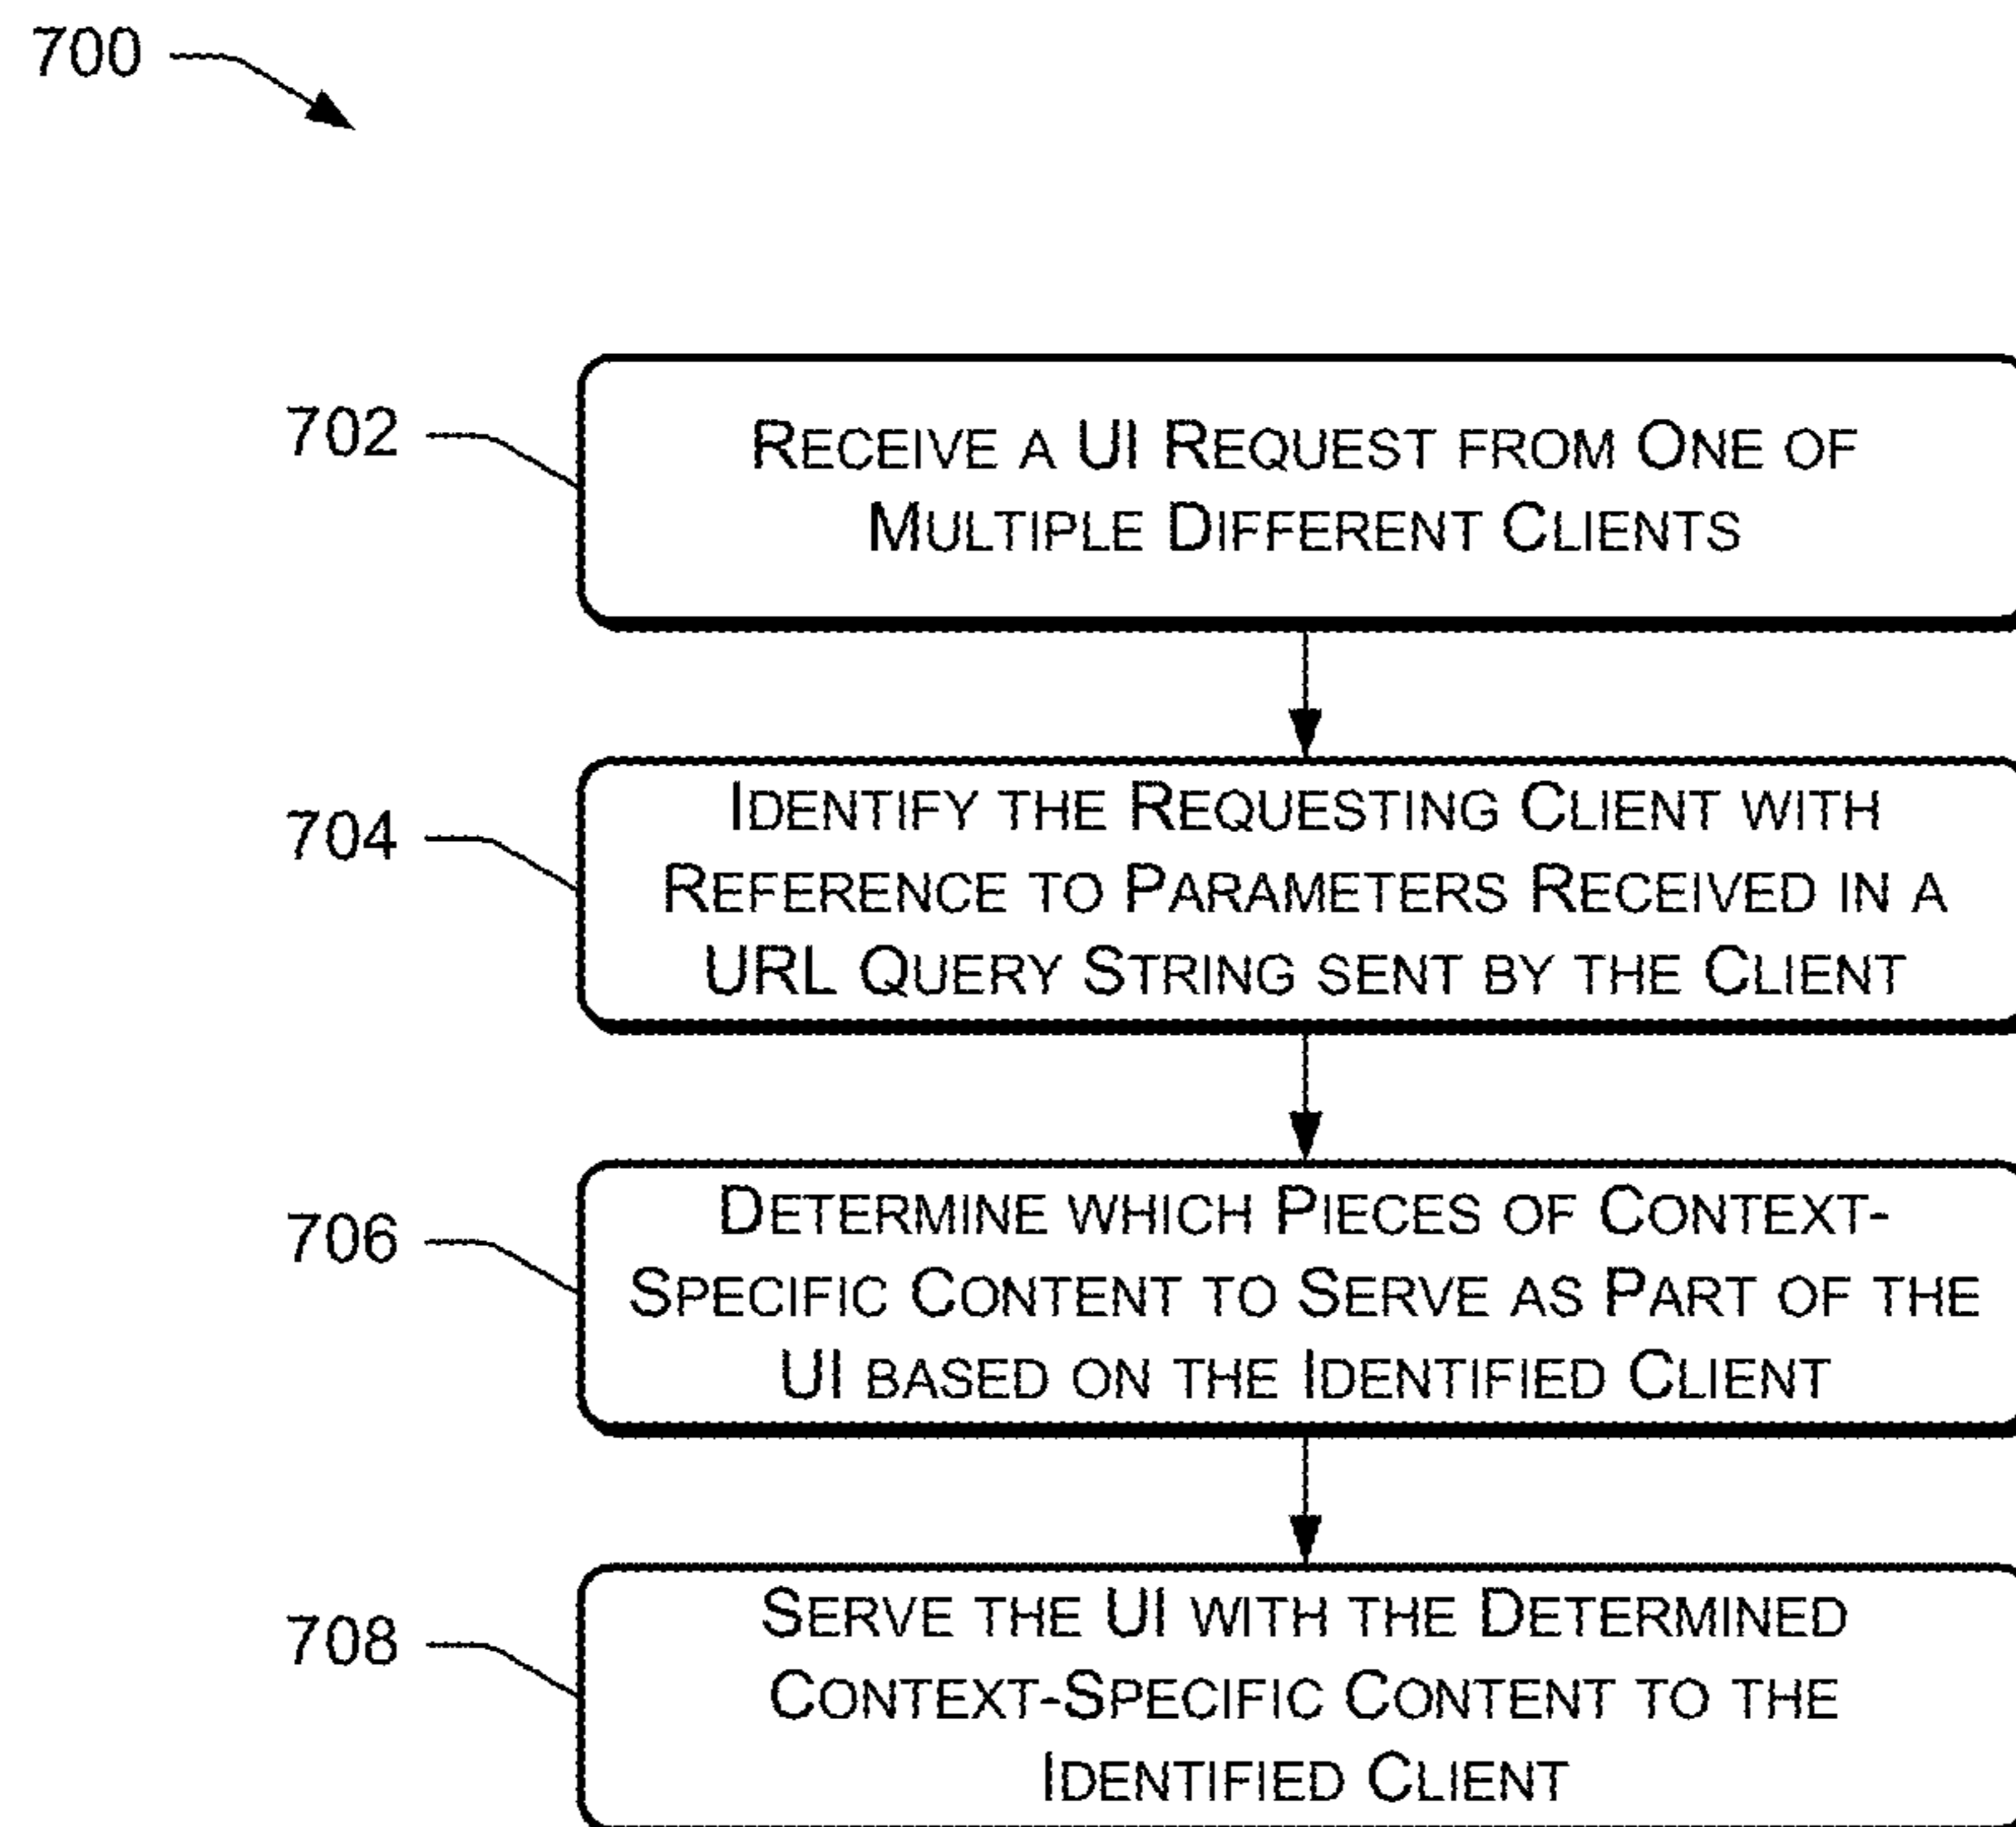 700
702
RECEIVE A UI REQUEST FROM ONE OF
MULTIPLE DIFFERENT CLIENTS
704
IDENTIFY THE REQUESTING CLIENT WITH
REFERENCE TO PARAMETERS RECEIVED IN A
URL QUERY STRING SENT BY THE CLIENT
706
DETERMINE WHICH PIECES OF CONTEXT-
SPECIFIC CONTENT TO SERVE AS PART OF THE
UI BASED ON THE IDENTIFIED CLIENT
708
SERVE THE UI WITH THE DETERMINED
CONTEXT-SPECIFIC CONTENT TO THE
IDENTIFIED CLIENT